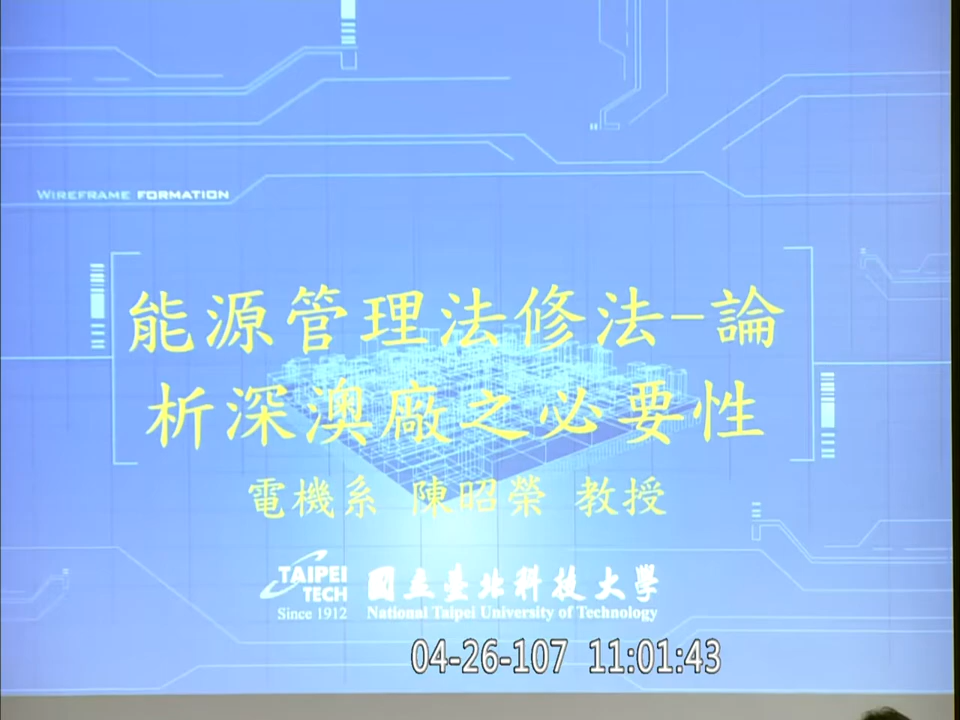 WIREFRAME FORMATION
能源管理法修法-論
析深澳廠之必要性
電機系 陳昭榮 教授
TAIPEI TECH
Since 1912
國立臺北科技大學
National Taipei University of Technology
04-26-107 11:01:43